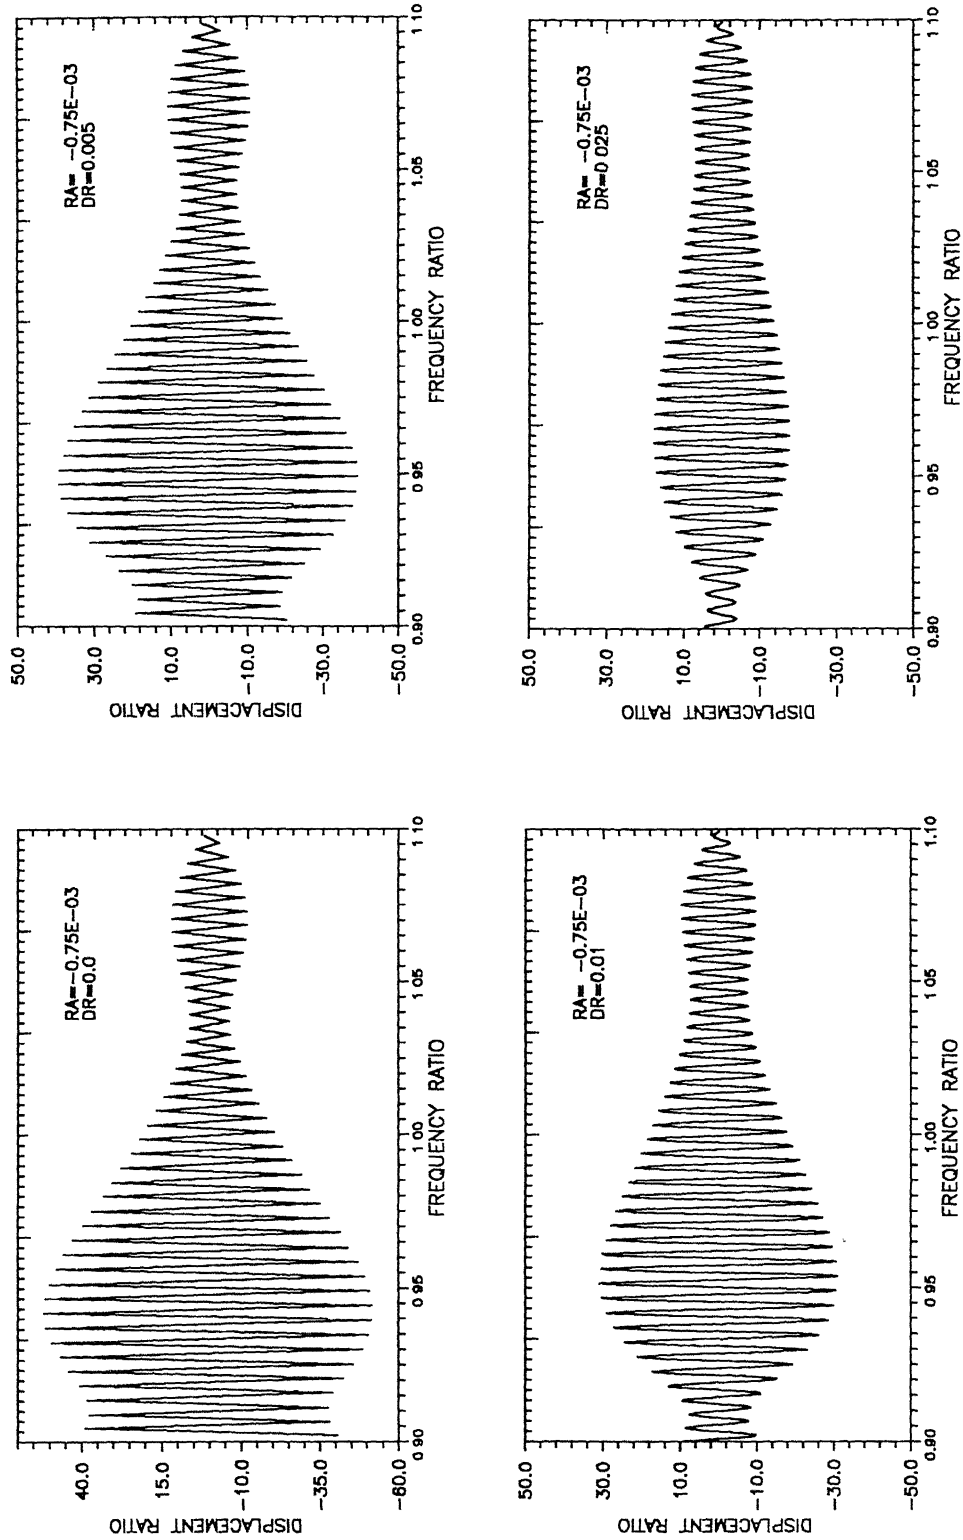 DISPLACEMENT RATIO
40.0
15.0
-10.0
-35.0
-60.0
RA=-0.75E-03
DR=0.0
0.90 0.95 1.00 1.05 1.10
FREQUENCY RATIO
DISPLACEMENT RATIO
50.0
30.0
10.0
-10.0
-30.0
-50.0
RA= -0.75E-03
DR=0.005
0.90 0.95 1.00 1.05 1.10
FREQUENCY RATIO
DISPLACEMENT RATIO
50.0
30.0
10.0
-10.0
-30.0
-50.0
RA= -0.75E-03
DR=0.01
0.90 0.95 1.00 1.05 1.10
FREQUENCY RATIO
DISPLACEMENT RATIO
50.0
30.0
10.0
-10.0
-30.0
-50.0
RA= -0.75E-03
DR=0 025
0.90 0.95 1.00 1.05 1.10
FREQUENCY RATIO